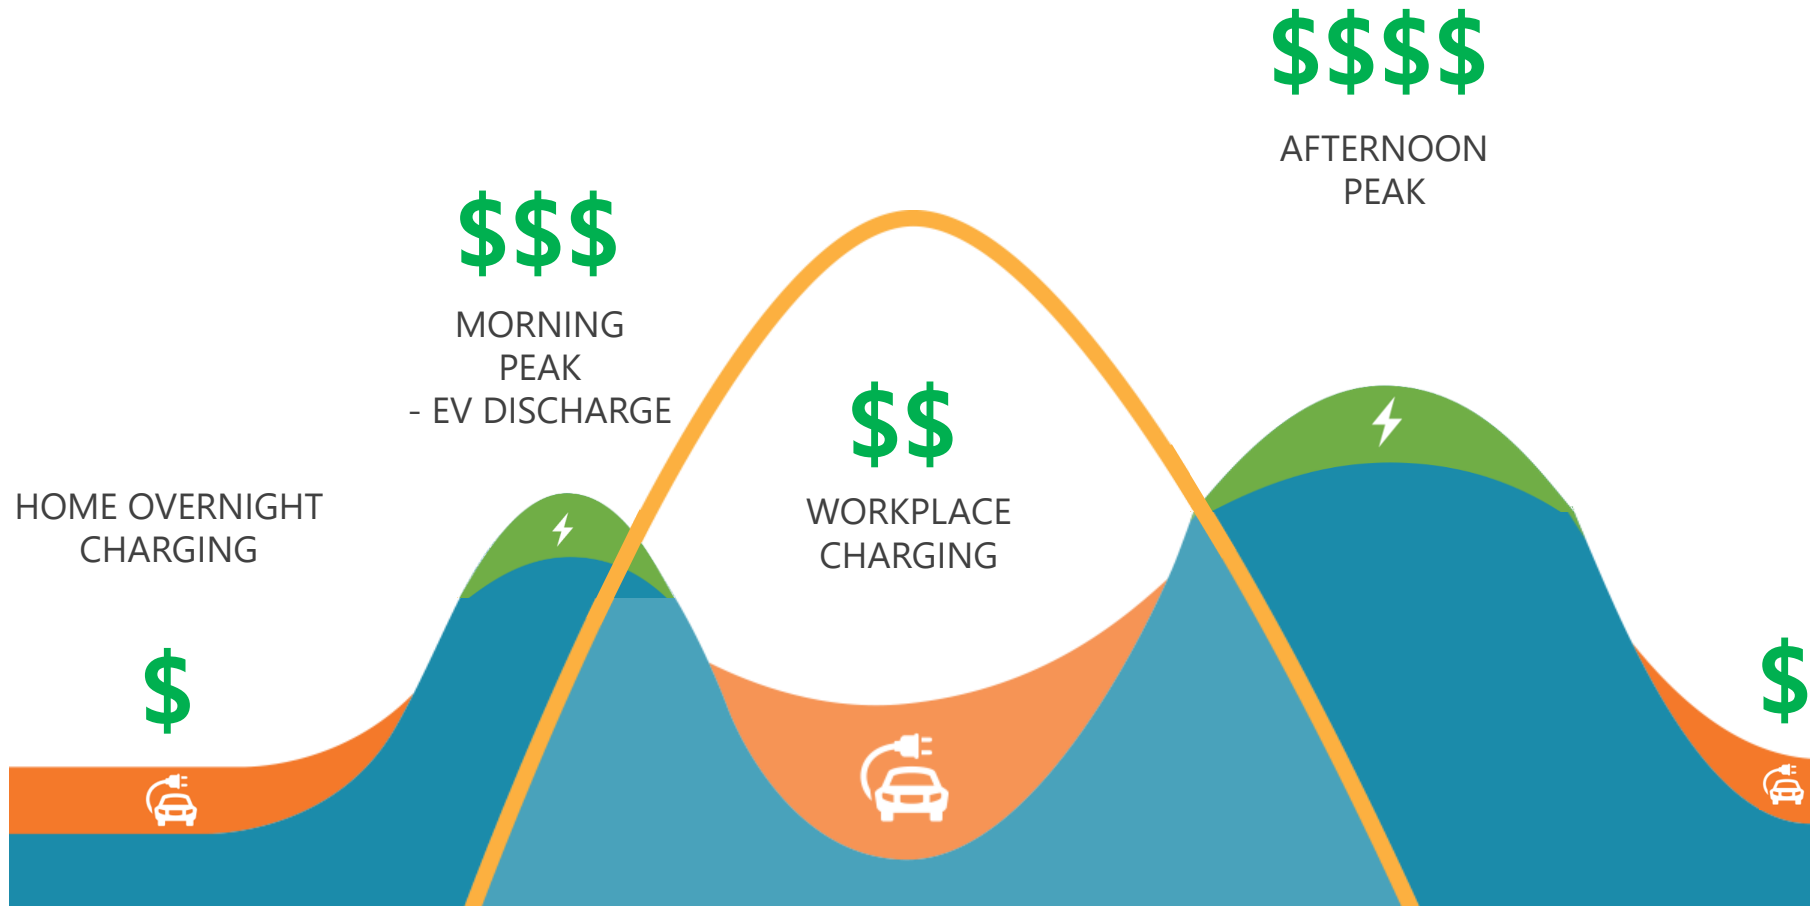 $$$$
AFTERNOON
PEAK
$$$
MORNING
PEAK
- EV DISCHARGE
$$
WORKPLACE
CHARGING
HOME OVERNIGHT
CHARGING
$
$